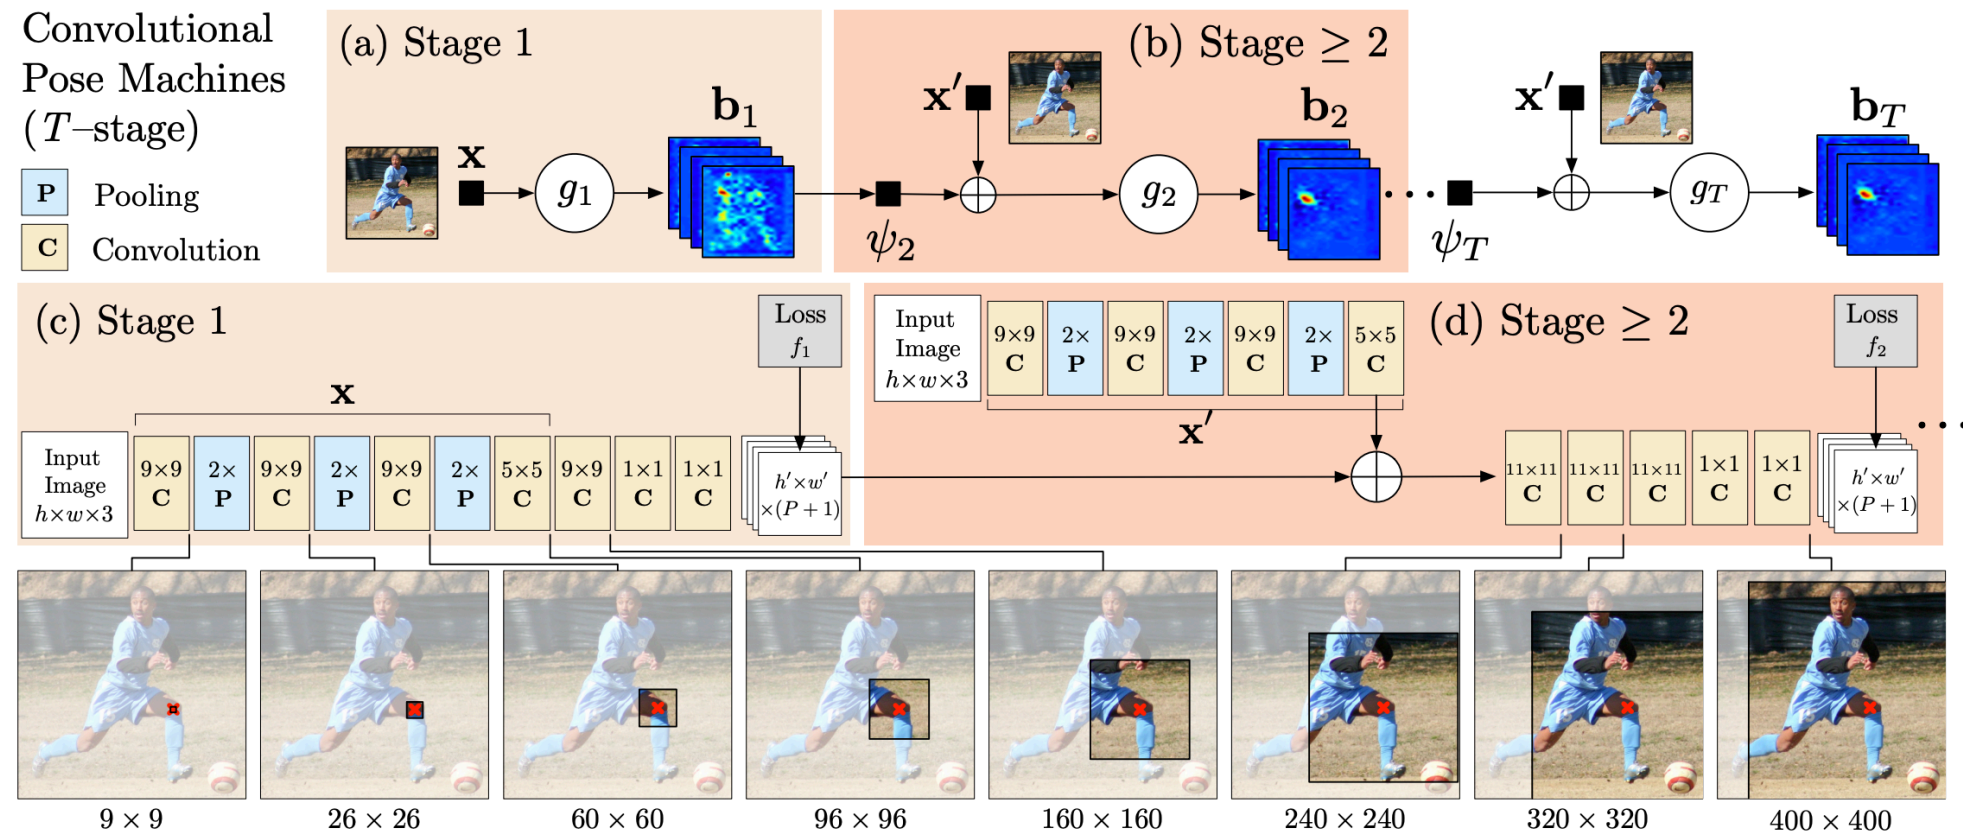 Convolutional
Pose Machines
(T–stage)
P Pooling
C Convolution
(a) Stage 1
x
g₁
b₁
(b) Stage ≥ 2
x′
ψ₂
g₂
b₂
x′
ψ_T
g_T
b_T
(c) Stage 1
Loss
f₁
x
Input
Image
h×w×3
9×9
C
2×
P
9×9
C
2×
P
9×9
C
2×
P
5×5
C
9×9
C
1×1
C
1×1
C
h′×w′
×(P + 1)
(d) Stage ≥ 2
Input
Image
h×w×3
9×9
C
2×
P
9×9
C
2×
P
9×9
C
2×
P
5×5
C
x′
Loss
f₂
11×11
C
11×11
C
11×11
C
1×1
C
1×1
C
h′×w′
×(P + 1)
9 × 9
26 × 26
60 × 60
96 × 96
160 × 160
240 × 240
320 × 320
400 × 400